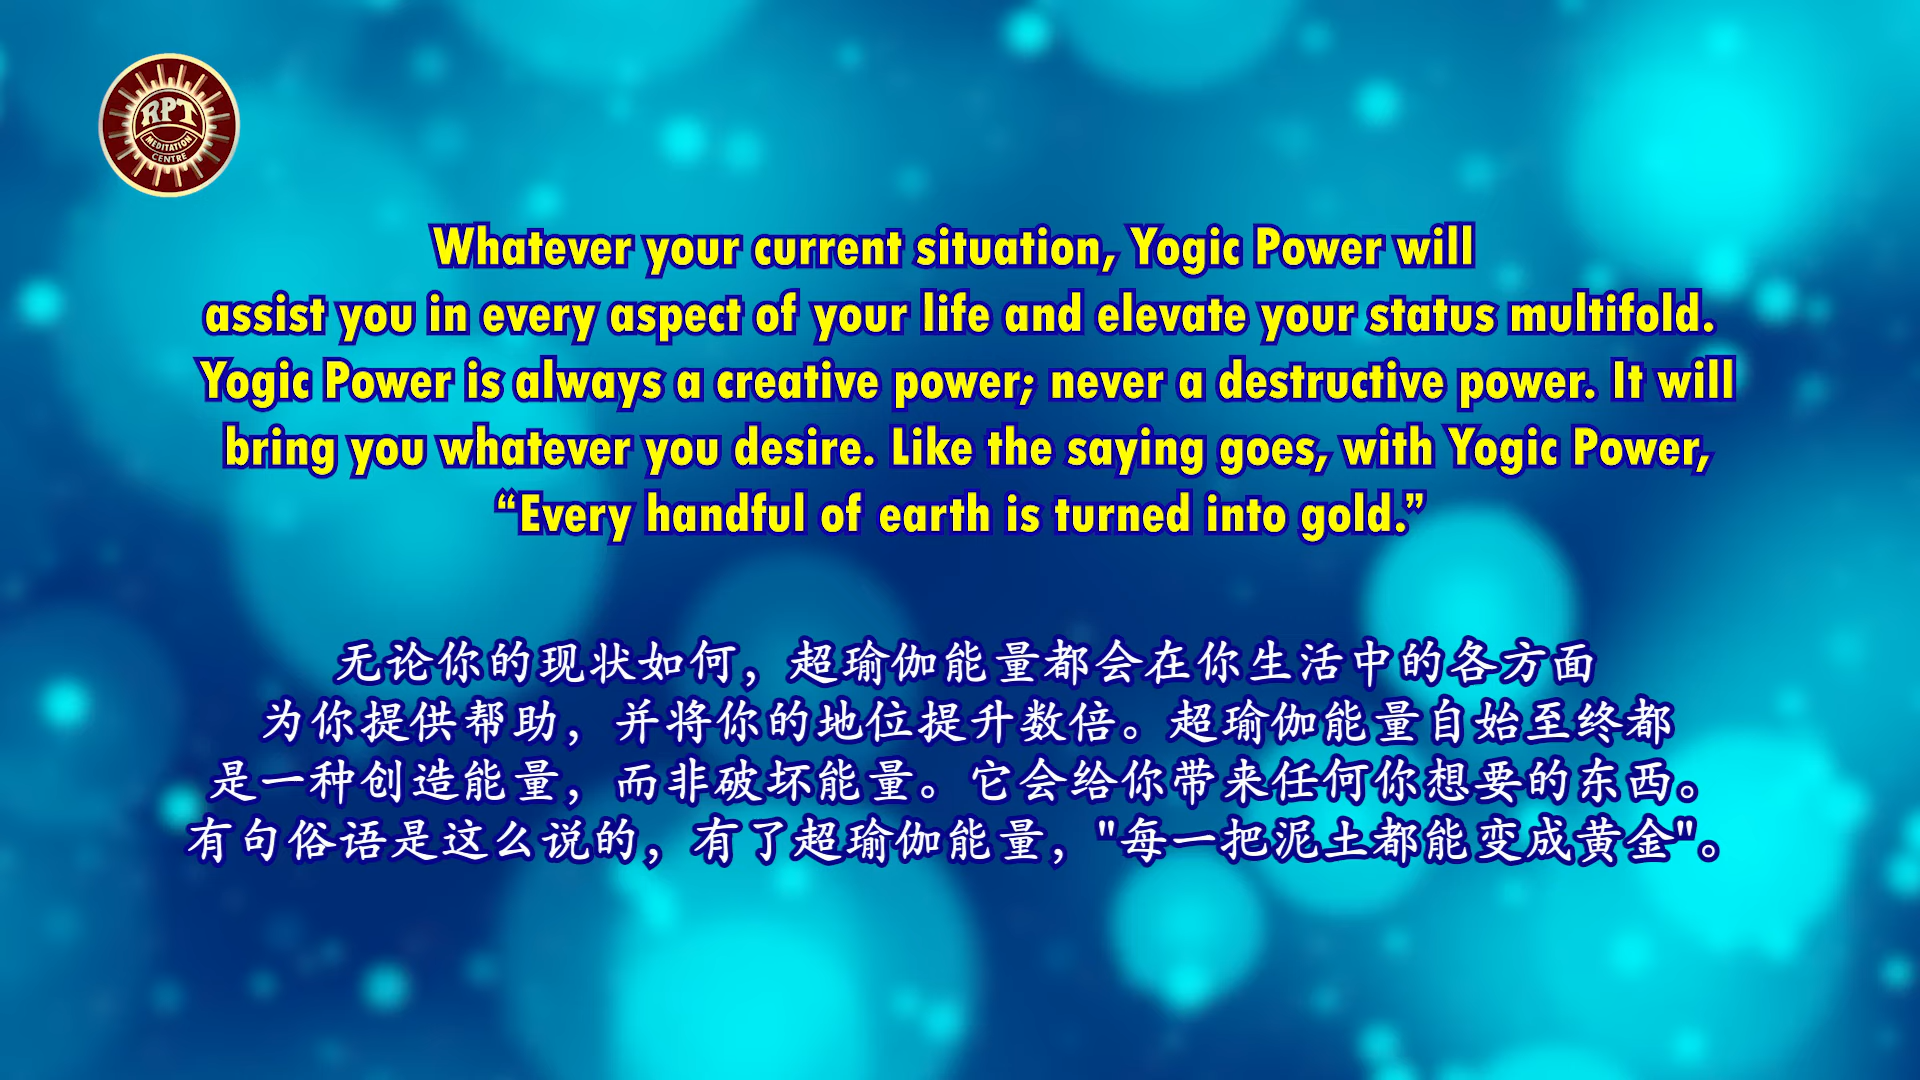 RPT
MEDITATION
CENTRE
Whatever your current situation, Yogic Power will
assist you in every aspect of your life and elevate your status multifold.
Yogic Power is always a creative power; never a destructive power. It will
bring you whatever you desire. Like the saying goes, with Yogic Power,
“Every handful of earth is turned into gold.”
无论你的现状如何，超瑜伽能量都会在你生活中的各方面
为你提供帮助，并将你的地位提升数倍。超瑜伽能量自始至终都
是一种创造能量，而非破坏能量。它会给你带来任何你想要的东西。
有句俗语是这么说的，有了超瑜伽能量，"每一把泥土都能变成黄金"。